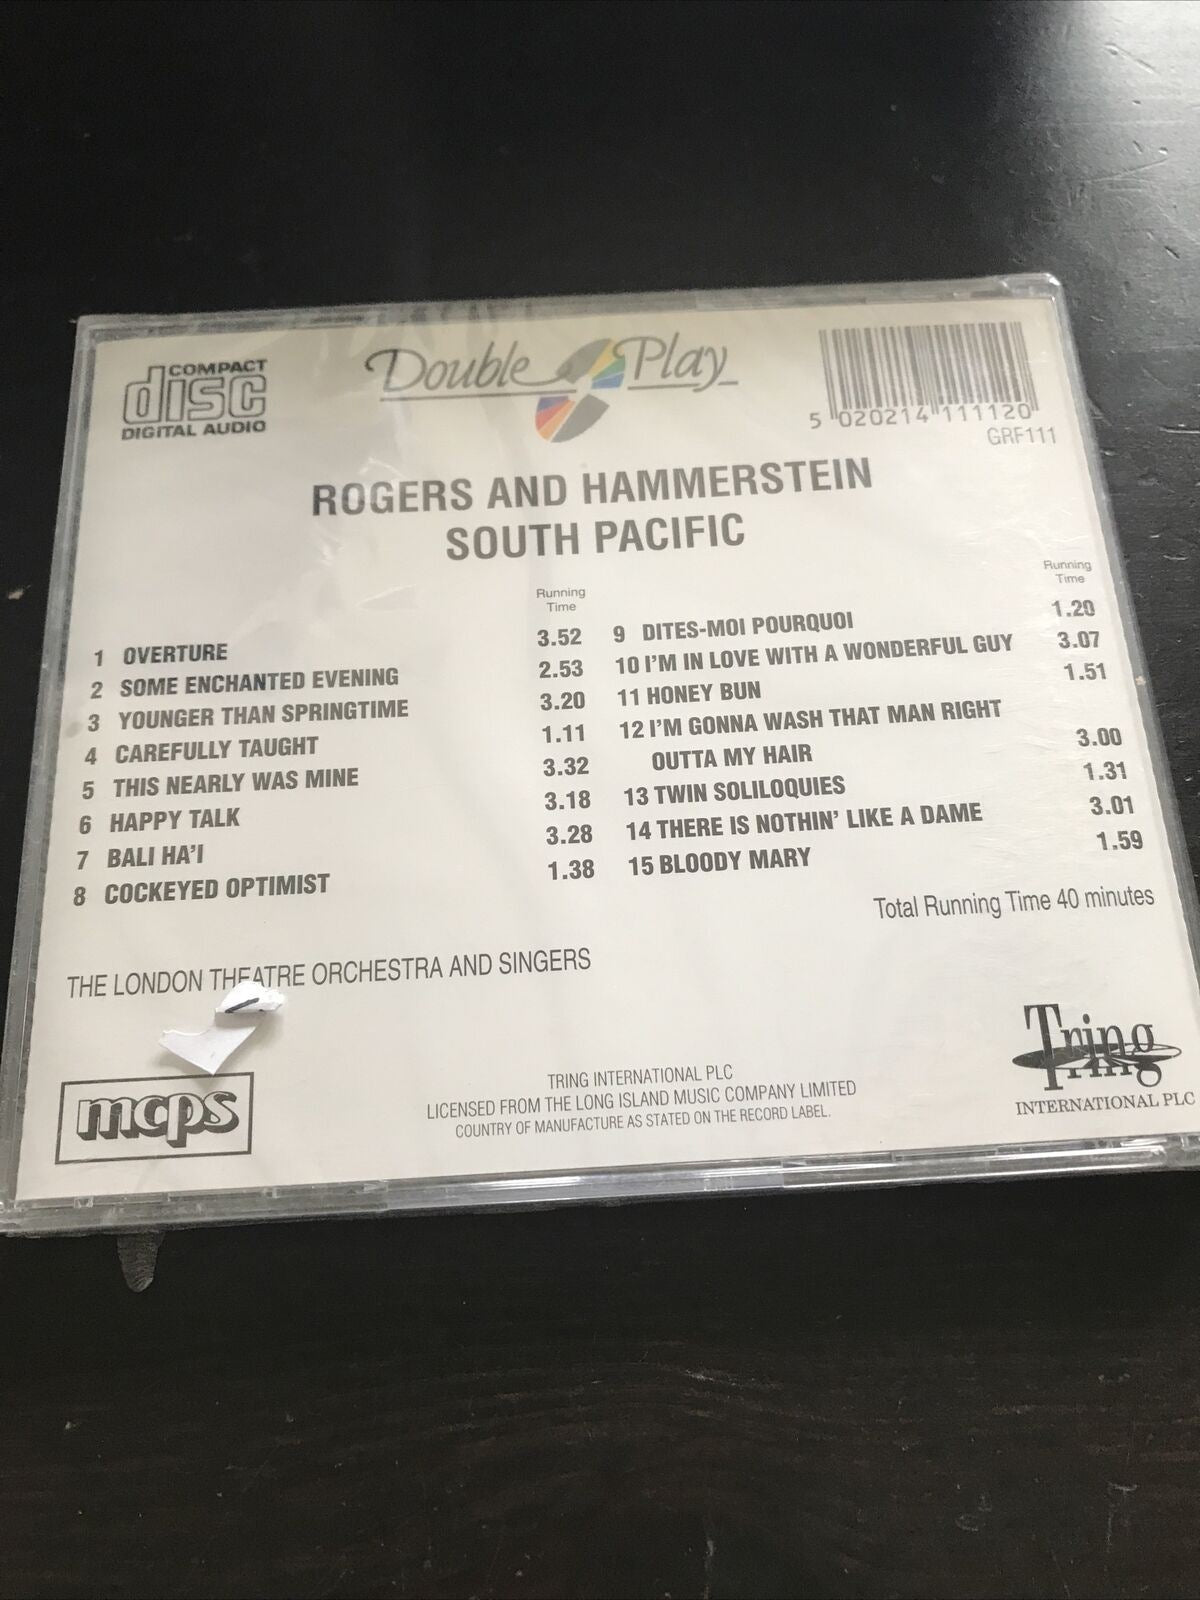 COMPACT
disc
DIGITAL AUDIO
Double Play
5 020214 111120
GRF111
ROGERS AND HAMMERSTEIN
SOUTH PACIFIC
Running
Time
1 OVERTURE 3.52
2 SOME ENCHANTED EVENING 2.53
3 YOUNGER THAN SPRINGTIME 3.20
4 CAREFULLY TAUGHT 1.11
5 THIS NEARLY WAS MINE 3.32
6 HAPPY TALK 3.18
7 BALI HA'I 3.28
8 COCKEYED OPTIMIST 1.38
Running
Time
9 DITES-MOI POURQUOI 1.20
10 I'M IN LOVE WITH A WONDERFUL GUY 3.07
11 HONEY BUN 1.51
12 I'M GONNA WASH THAT MAN RIGHT
OUTTA MY HAIR 3.00
13 TWIN SOLILOQUIES 1.31
14 THERE IS NOTHIN' LIKE A DAME 3.01
15 BLOODY MARY 1.59
Total Running Time 40 minutes
THE LONDON THEATRE ORCHESTRA AND SINGERS
mcps
TRING INTERNATIONAL PLC
LICENSED FROM THE LONG ISLAND MUSIC COMPANY LIMITED
COUNTRY OF MANUFACTURE AS STATED ON THE RECORD LABEL.
Tring
INTERNATIONAL PLC